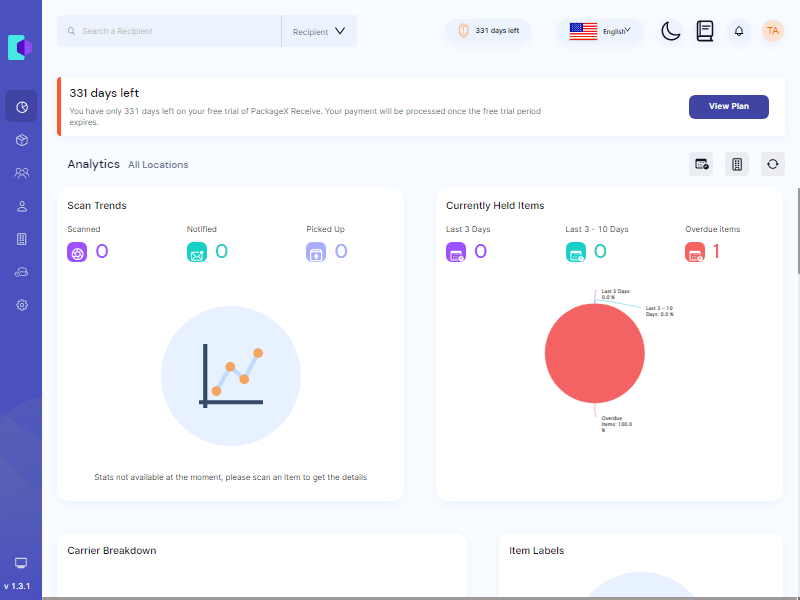 Search a Recipient
Recipient
331 days left
English
TA
331 days left
You have only 331 days left on your free trial of PackageX Receive. Your payment will be processed once the free trial period
expires.
View Plan
Analytics All Locations
Scan Trends
Scanned
Notified
Picked Up
0
0
0
Stats not available at the moment, please scan an item to get the details
Currently Held Items
Last 3 Days
Last 3 - 10 Days
Overdue items
0
0
1
Last 3 Days:
0.0 %
Last 3 - 10
Days: 0.0 %
Overdue
Items: 100.0
%
Carrier Breakdown
Item Labels
v 1.3.1